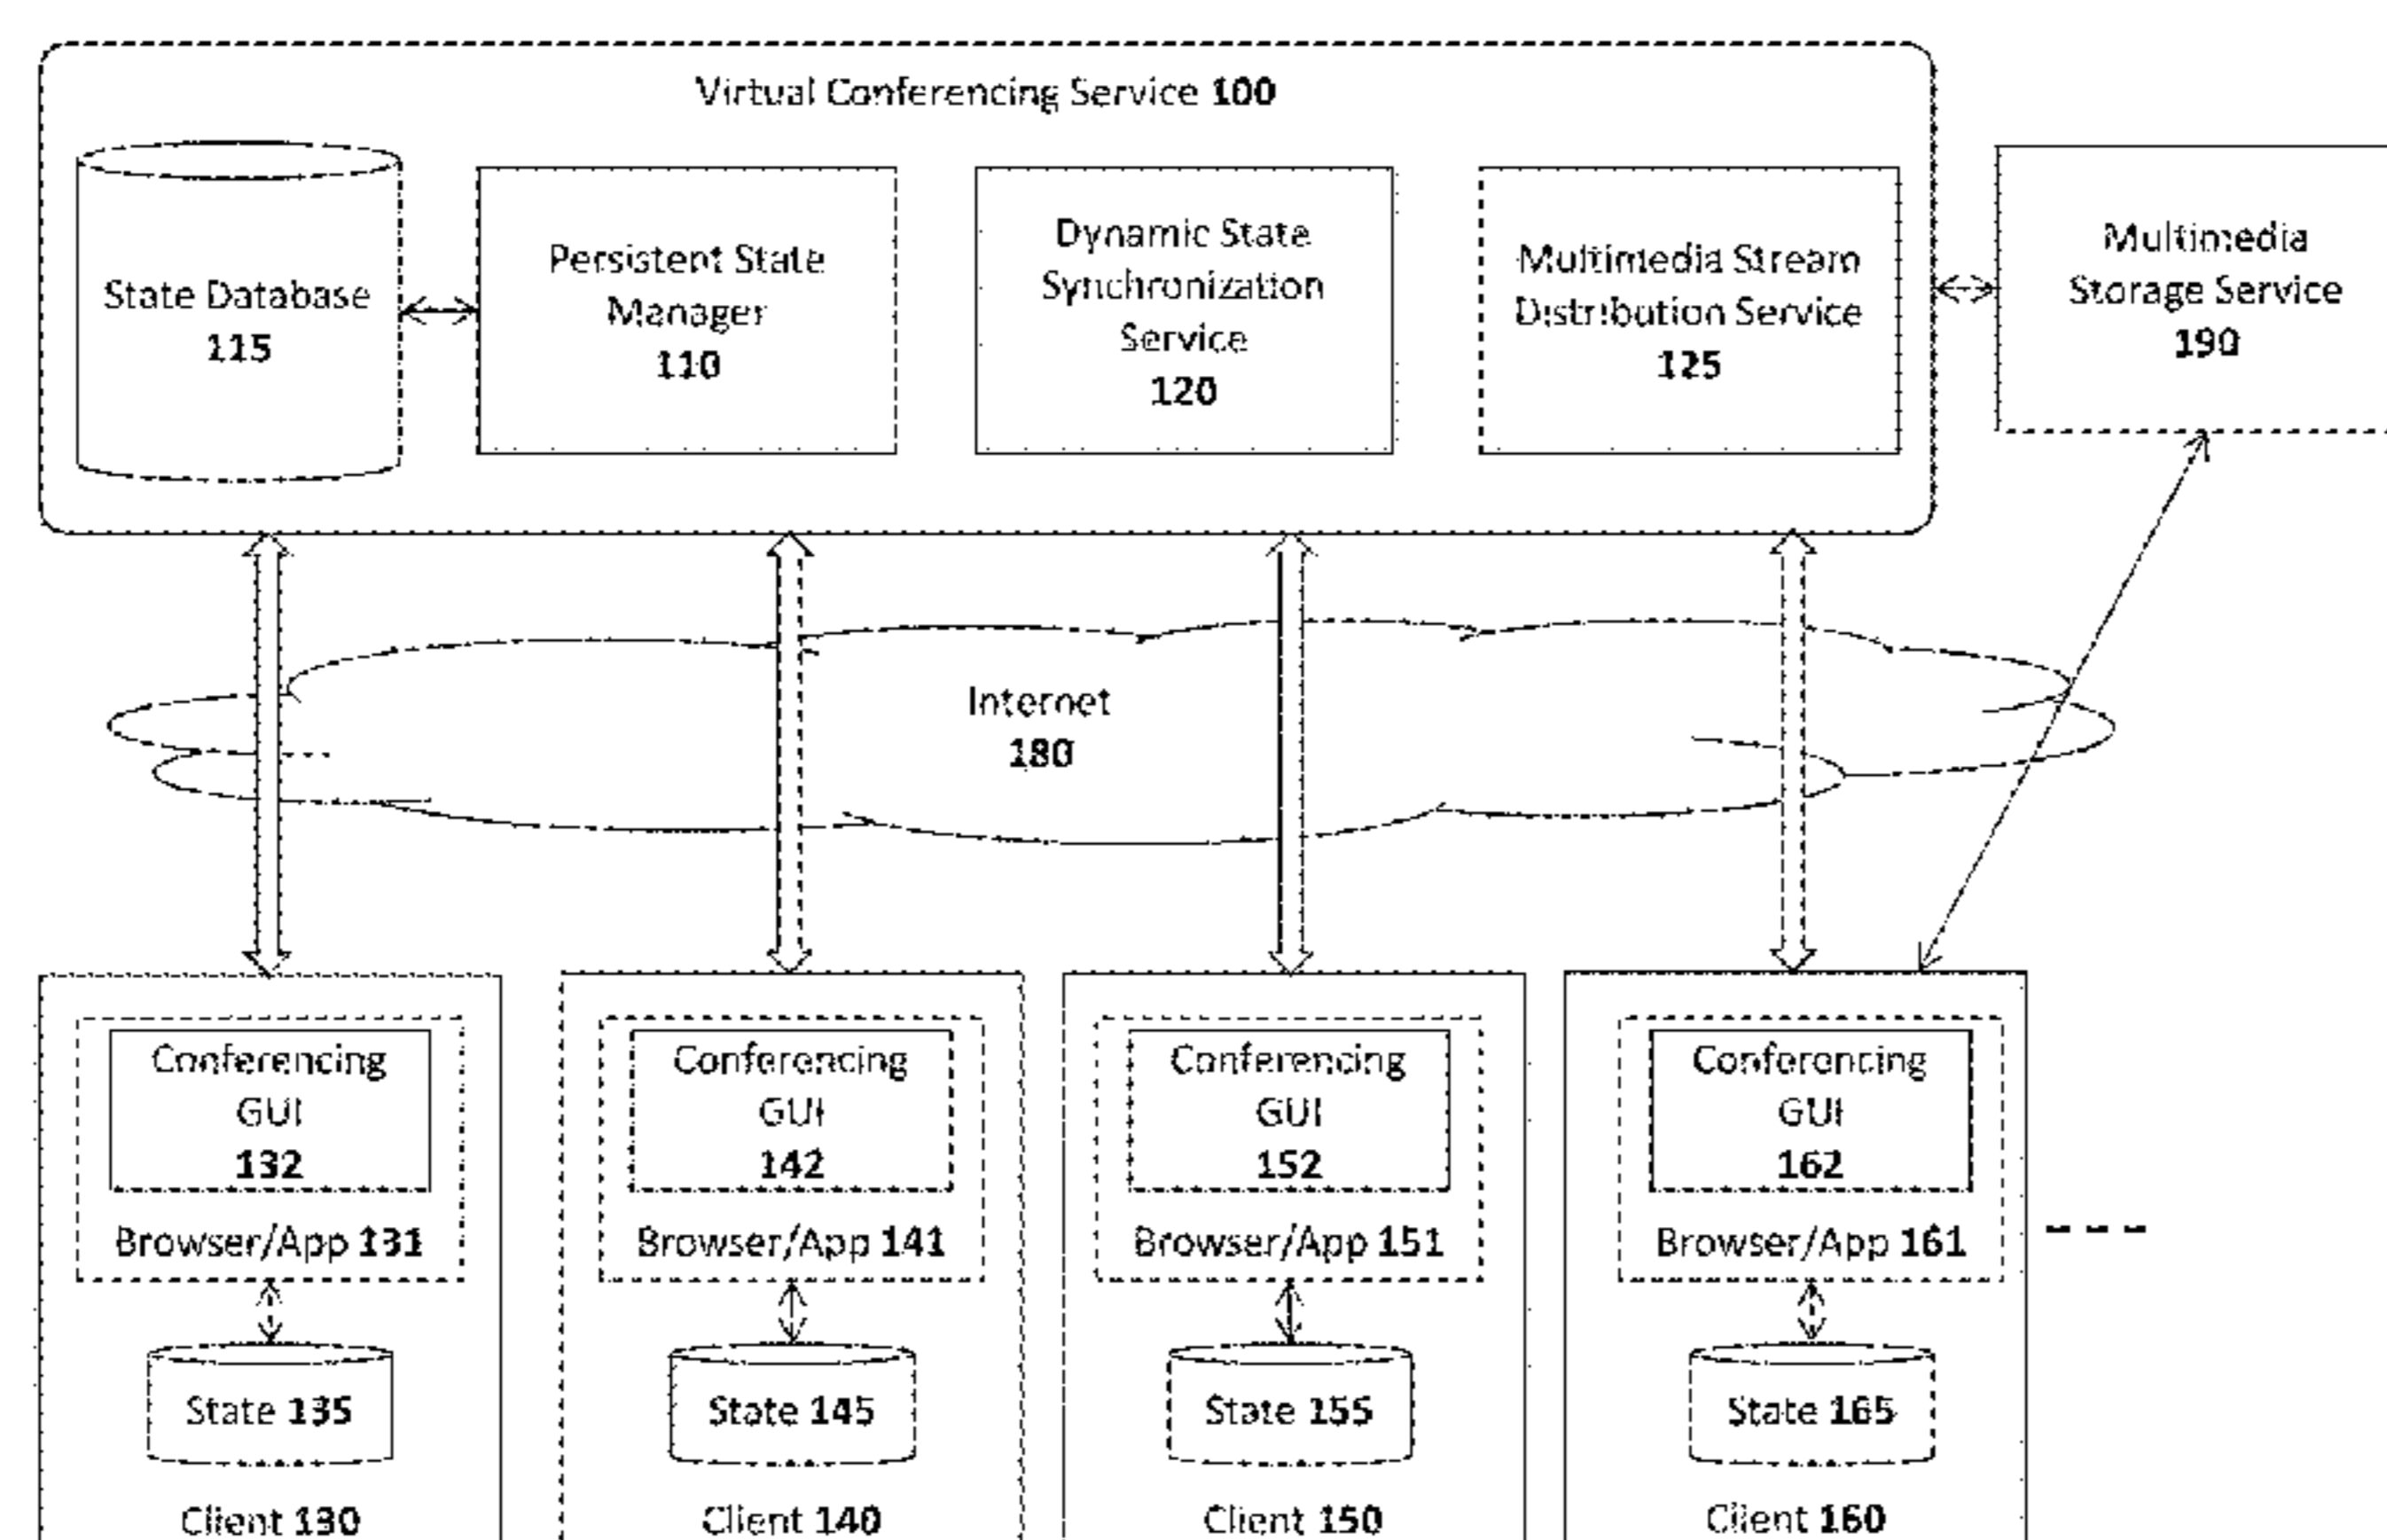 Virtual Conferencing Service 100
State Database
115
Persistent State
Manager
110
Dynamic State
Synchronization
Service
120
Multimedia Stream
Distribution Service
125
Multimedia
Storage Service
190
Internet
180
Conferencing
GUI
132
Browser/App 131
State 135
Client 130
Conferencing
GUI
142
Browser/App 141
State 145
Client 140
Conferencing
GUI
152
Browser/App 151
State 155
Client 150
Conferencing
GUI
162
Browser/App 161
State 165
Client 160